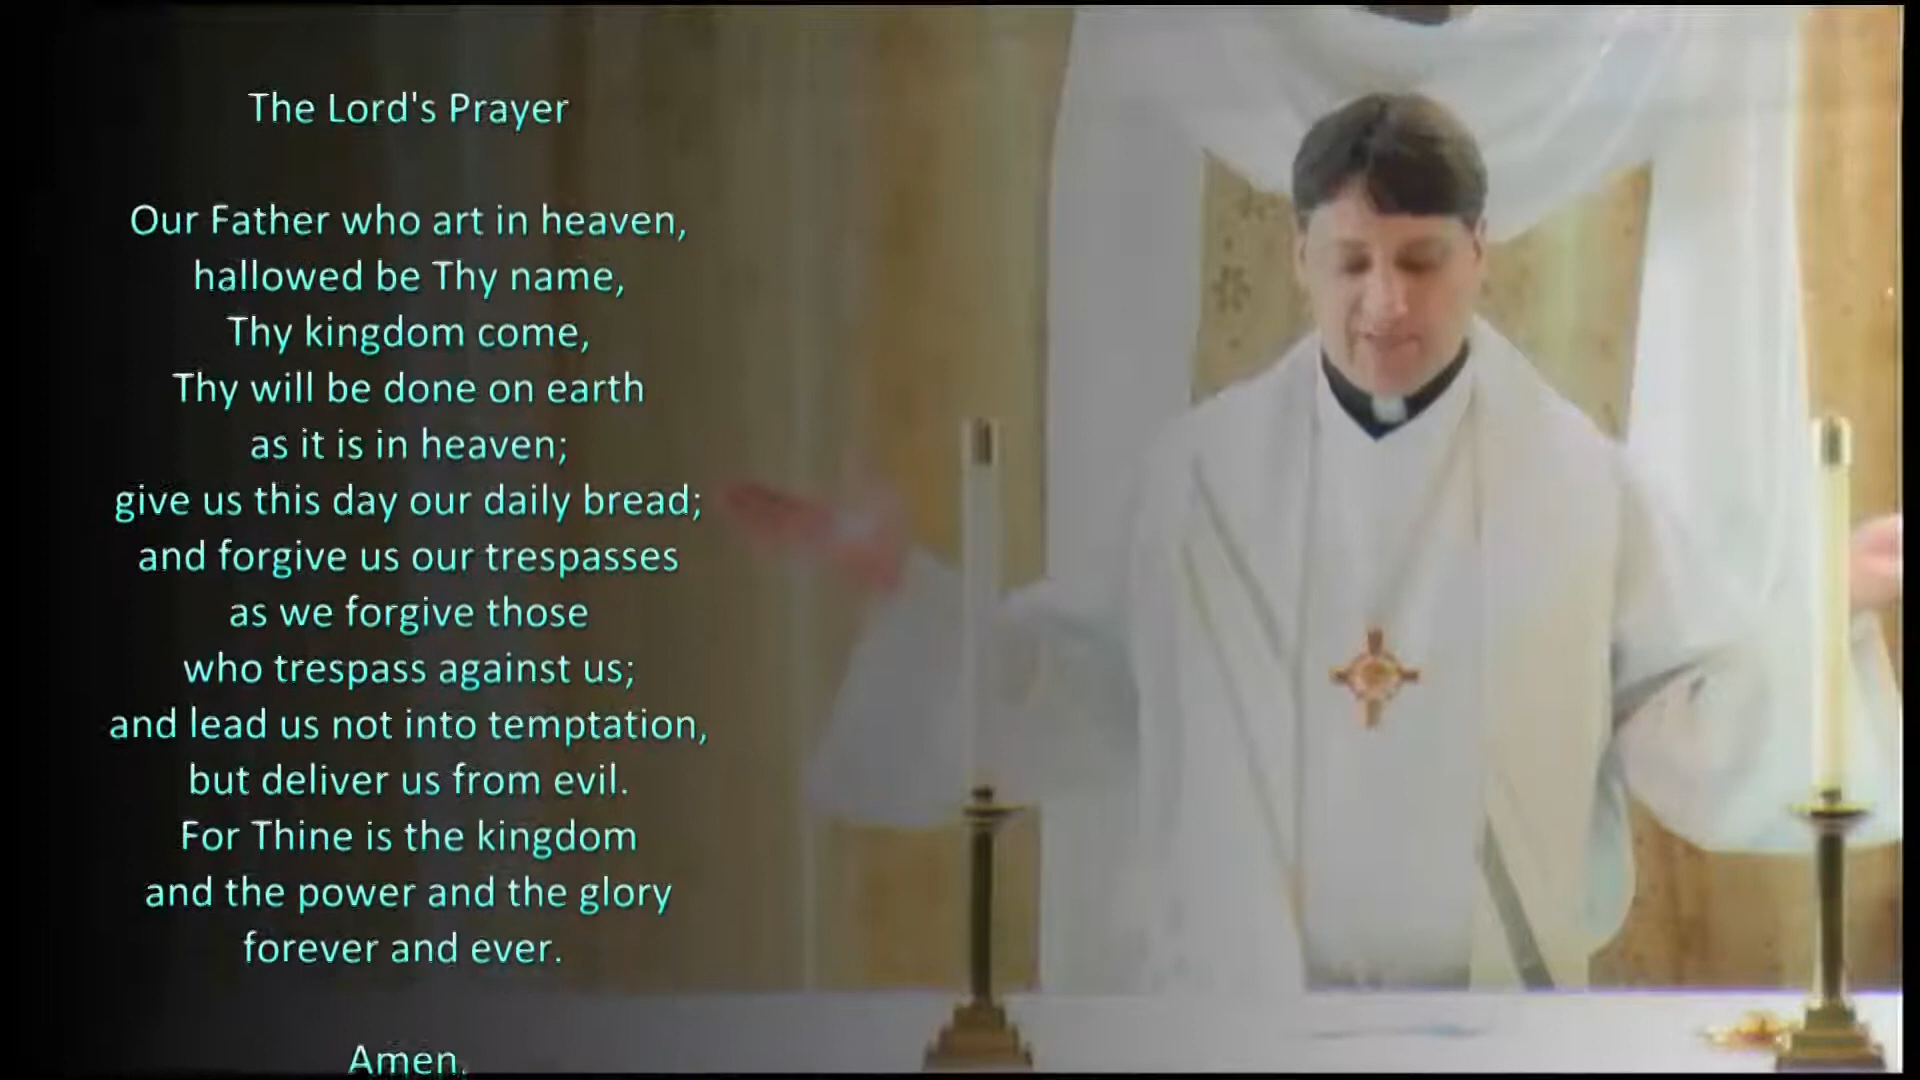 The Lord's Prayer
Our Father who art in heaven,
hallowed be Thy name,
Thy kingdom come,
Thy will be done on earth
as it is in heaven;
give us this day our daily bread;
and forgive us our trespasses
as we forgive those
who trespass against us;
and lead us not into temptation,
but deliver us from evil.
For Thine is the kingdom
and the power and the glory
forever and ever.
Amen.